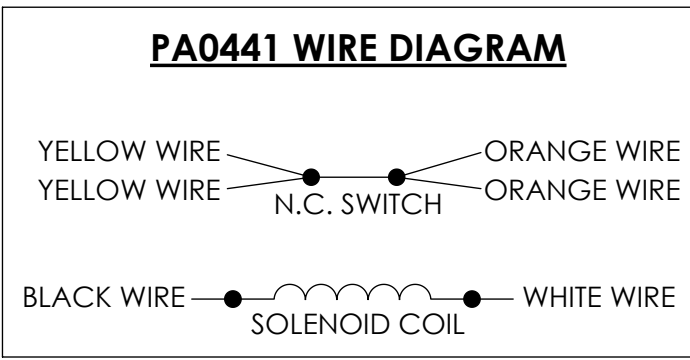 PA0441 WIRE DIAGRAM
YELLOW WIRE ORANGE WIRE
YELLOW WIRE ORANGE WIRE
N.C. SWITCH
BLACK WIRE WHITE WIRE
SOLENOID COIL